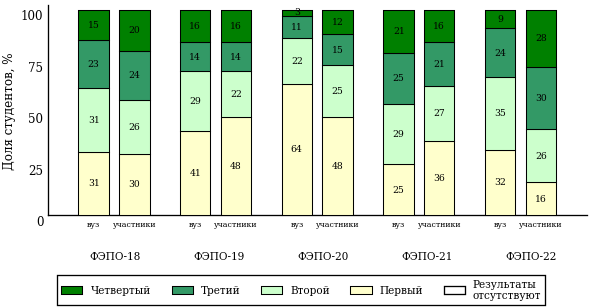 Доля студентов, %
100
75
50
25
0
15 20 16 16 3 12 21 16 9 28
23 24 14 14 11 15 25 21 24 30
31 26 29 22 22 25 29 27 35 26
31 30 41 48 64 48 25 36 32 16
вуз участники вуз участники вуз участники вуз участники вуз участники
ФЭПО-18 ФЭПО-19 ФЭПО-20 ФЭПО-21 ФЭПО-22
Четвертый Третий Второй Первый Результаты
отсутствуют